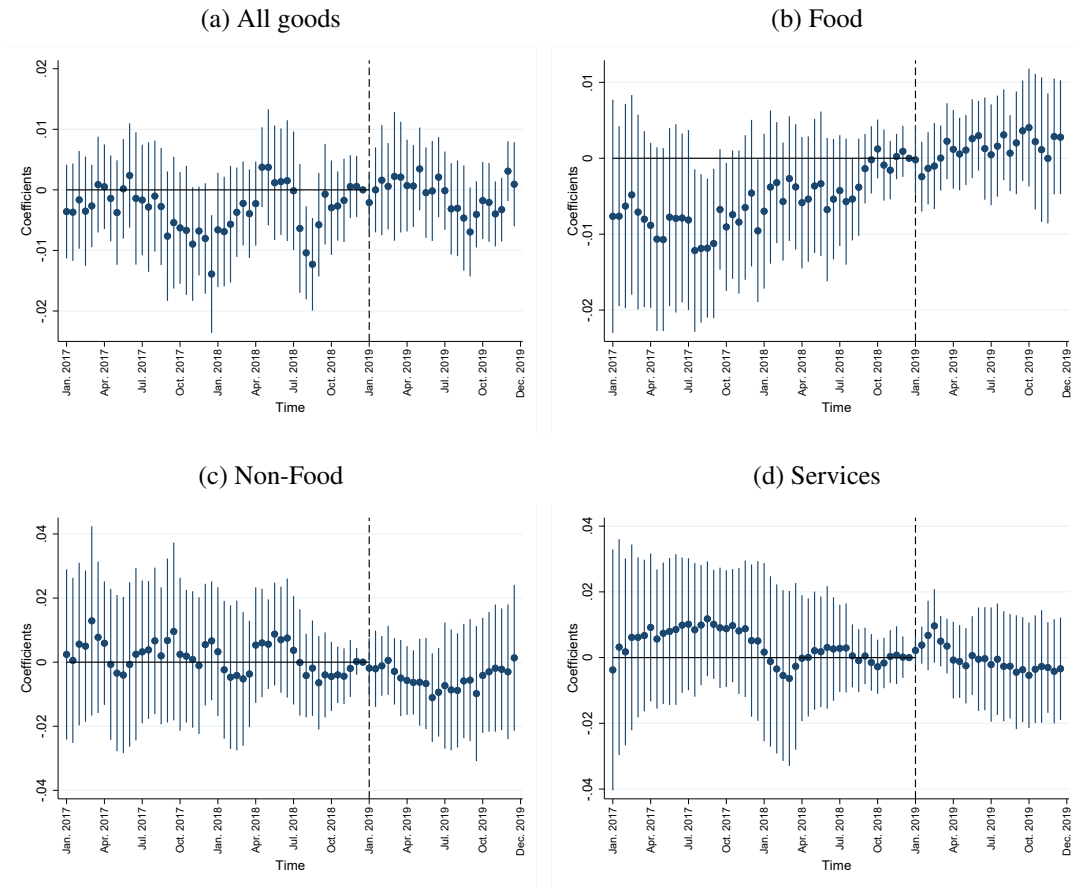 (a) All goods
(b) Food
.02
.01
0
-.01
-.02
Coefficients
Jan. 2017
Apr. 2017
Jul. 2017
Oct. 2017
Jan. 2018
Apr. 2018
Jul. 2018
Oct. 2018
Jan. 2019
Apr. 2019
Jul. 2019
Oct. 2019
Dec. 2019
Time
.01
0
-.01
-.02
Coefficients
Jan. 2017
Apr. 2017
Jul. 2017
Oct. 2017
Jan. 2018
Apr. 2018
Jul. 2018
Oct. 2018
Jan. 2019
Apr. 2019
Jul. 2019
Oct. 2019
Dec. 2019
Time
(c) Non-Food
(d) Services
.04
.02
0
-.02
-.04
Coefficients
Jan. 2017
Apr. 2017
Jul. 2017
Oct. 2017
Jan. 2018
Apr. 2018
Jul. 2018
Oct. 2018
Jan. 2019
Apr. 2019
Jul. 2019
Oct. 2019
Dec. 2019
Time
.04
.02
0
-.02
-.04
Coefficients
Jan. 2017
Apr. 2017
Jul. 2017
Oct. 2017
Jan. 2018
Apr. 2018
Jul. 2018
Oct. 2018
Jan. 2019
Apr. 2019
Jul. 2019
Oct. 2019
Dec. 2019
Time